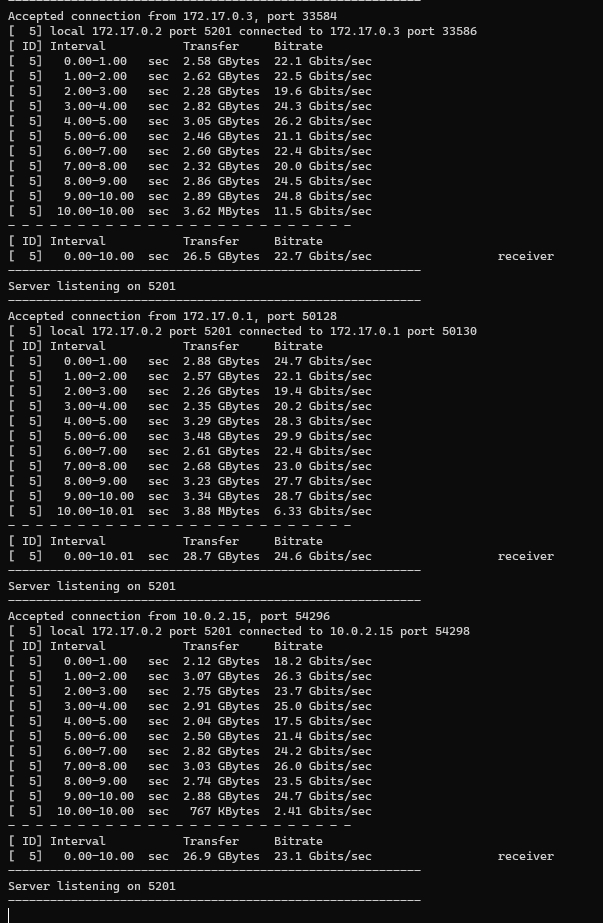 -----------------------------------------------------------
Accepted connection from 172.17.0.3, port 33584
[  5] local 172.17.0.2 port 5201 connected to 172.17.0.3 port 33586
[ ID] Interval           Transfer     Bitrate
[  5]   0.00-1.00   sec  2.58 GBytes  22.1 Gbits/sec
[  5]   1.00-2.00   sec  2.62 GBytes  22.5 Gbits/sec
[  5]   2.00-3.00   sec  2.28 GBytes  19.6 Gbits/sec
[  5]   3.00-4.00   sec  2.82 GBytes  24.3 Gbits/sec
[  5]   4.00-5.00   sec  3.05 GBytes  26.2 Gbits/sec
[  5]   5.00-6.00   sec  2.46 GBytes  21.1 Gbits/sec
[  5]   6.00-7.00   sec  2.60 GBytes  22.4 Gbits/sec
[  5]   7.00-8.00   sec  2.32 GBytes  20.0 Gbits/sec
[  5]   8.00-9.00   sec  2.86 GBytes  24.5 Gbits/sec
[  5]   9.00-10.00  sec  2.89 GBytes  24.8 Gbits/sec
[  5]  10.00-10.00  sec  3.62 MBytes  11.5 Gbits/sec
- - - - - - - - - - - - - - - - - - - - - - - - -
[ ID] Interval           Transfer     Bitrate
[  5]   0.00-10.00  sec  26.5 GBytes  22.7 Gbits/sec                  receiver
-----------------------------------------------------------
Server listening on 5201
-----------------------------------------------------------
Accepted connection from 172.17.0.1, port 50128
[  5] local 172.17.0.2 port 5201 connected to 172.17.0.1 port 50130
[ ID] Interval           Transfer     Bitrate
[  5]   0.00-1.00   sec  2.88 GBytes  24.7 Gbits/sec
[  5]   1.00-2.00   sec  2.57 GBytes  22.1 Gbits/sec
[  5]   2.00-3.00   sec  2.26 GBytes  19.4 Gbits/sec
[  5]   3.00-4.00   sec  2.35 GBytes  20.2 Gbits/sec
[  5]   4.00-5.00   sec  3.29 GBytes  28.3 Gbits/sec
[  5]   5.00-6.00   sec  3.48 GBytes  29.9 Gbits/sec
[  5]   6.00-7.00   sec  2.61 GBytes  22.4 Gbits/sec
[  5]   7.00-8.00   sec  2.68 GBytes  23.0 Gbits/sec
[  5]   8.00-9.00   sec  3.23 GBytes  27.7 Gbits/sec
[  5]   9.00-10.00  sec  3.34 GBytes  28.7 Gbits/sec
[  5]  10.00-10.01  sec  3.88 MBytes  6.33 Gbits/sec
- - - - - - - - - - - - - - - - - - - - - - - - -
[ ID] Interval           Transfer     Bitrate
[  5]   0.00-10.01  sec  28.7 GBytes  24.6 Gbits/sec                  receiver
-----------------------------------------------------------
Server listening on 5201
-----------------------------------------------------------
Accepted connection from 10.0.2.15, port 54296
[  5] local 172.17.0.2 port 5201 connected to 10.0.2.15 port 54298
[ ID] Interval           Transfer     Bitrate
[  5]   0.00-1.00   sec  2.12 GBytes  18.2 Gbits/sec
[  5]   1.00-2.00   sec  3.07 GBytes  26.3 Gbits/sec
[  5]   2.00-3.00   sec  2.75 GBytes  23.7 Gbits/sec
[  5]   3.00-4.00   sec  2.91 GBytes  25.0 Gbits/sec
[  5]   4.00-5.00   sec  2.04 GBytes  17.5 Gbits/sec
[  5]   5.00-6.00   sec  2.50 GBytes  21.4 Gbits/sec
[  5]   6.00-7.00   sec  2.82 GBytes  24.2 Gbits/sec
[  5]   7.00-8.00   sec  3.03 GBytes  26.0 Gbits/sec
[  5]   8.00-9.00   sec  2.74 GBytes  23.5 Gbits/sec
[  5]   9.00-10.00  sec  2.88 GBytes  24.7 Gbits/sec
[  5]  10.00-10.00  sec   767 KBytes  2.41 Gbits/sec
- - - - - - - - - - - - - - - - - - - - - - - - -
[ ID] Interval           Transfer     Bitrate
[  5]   0.00-10.00  sec  26.9 GBytes  23.1 Gbits/sec                  receiver
-----------------------------------------------------------
Server listening on 5201
-----------------------------------------------------------